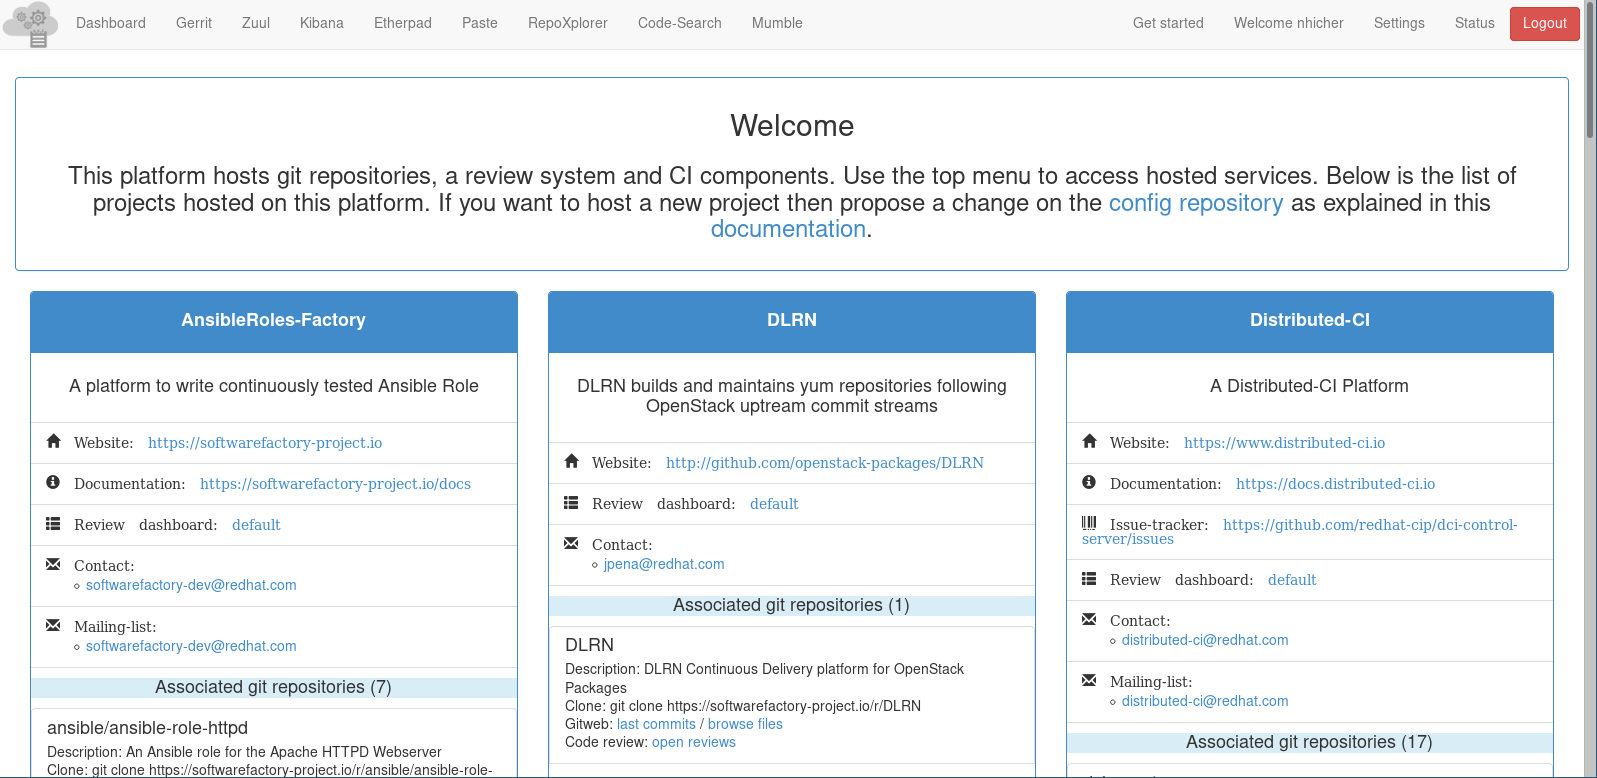 Dashboard Gerrit Zuul Kibana Etherpad Paste RepoXplorer Code-Search Mumble Get started Welcome nhicher Settings Status Logout
Welcome
This platform hosts git repositories, a review system and CI components. Use the top menu to access hosted services. Below is the list of
projects hosted on this platform. If you want to host a new project then propose a change on the config repository as explained in this
documentation.
AnsibleRoles-Factory
A platform to write continuously tested Ansible Role
Website: https://softwarefactory-project.io
Documentation: https://softwarefactory-project.io/docs
Review dashboard: default
Contact:
softwarefactory-dev@redhat.com
Mailing-list:
softwarefactory-dev@redhat.com
Associated git repositories (7)
ansible/ansible-role-httpd
Description: An Ansible role for the Apache HTTPD Webserver
Clone: git clone https://softwarefactory-project.io/r/ansible/ansible-role-
DLRN
DLRN builds and maintains yum repositories following
OpenStack uptream commit streams
Website: http://github.com/openstack-packages/DLRN
Review dashboard: default
Contact:
jpena@redhat.com
Associated git repositories (1)
DLRN
Description: DLRN Continuous Delivery platform for OpenStack
Packages
Clone: git clone https://softwarefactory-project.io/r/DLRN
Gitweb: last commits / browse files
Code review: open reviews
Distributed-CI
A Distributed-CI Platform
Website: https://www.distributed-ci.io
Documentation: https://docs.distributed-ci.io
Issue-tracker: https://github.com/redhat-cip/dci-control-
server/issues
Review dashboard: default
Contact:
distributed-ci@redhat.com
Mailing-list:
distributed-ci@redhat.com
Associated git repositories (17)